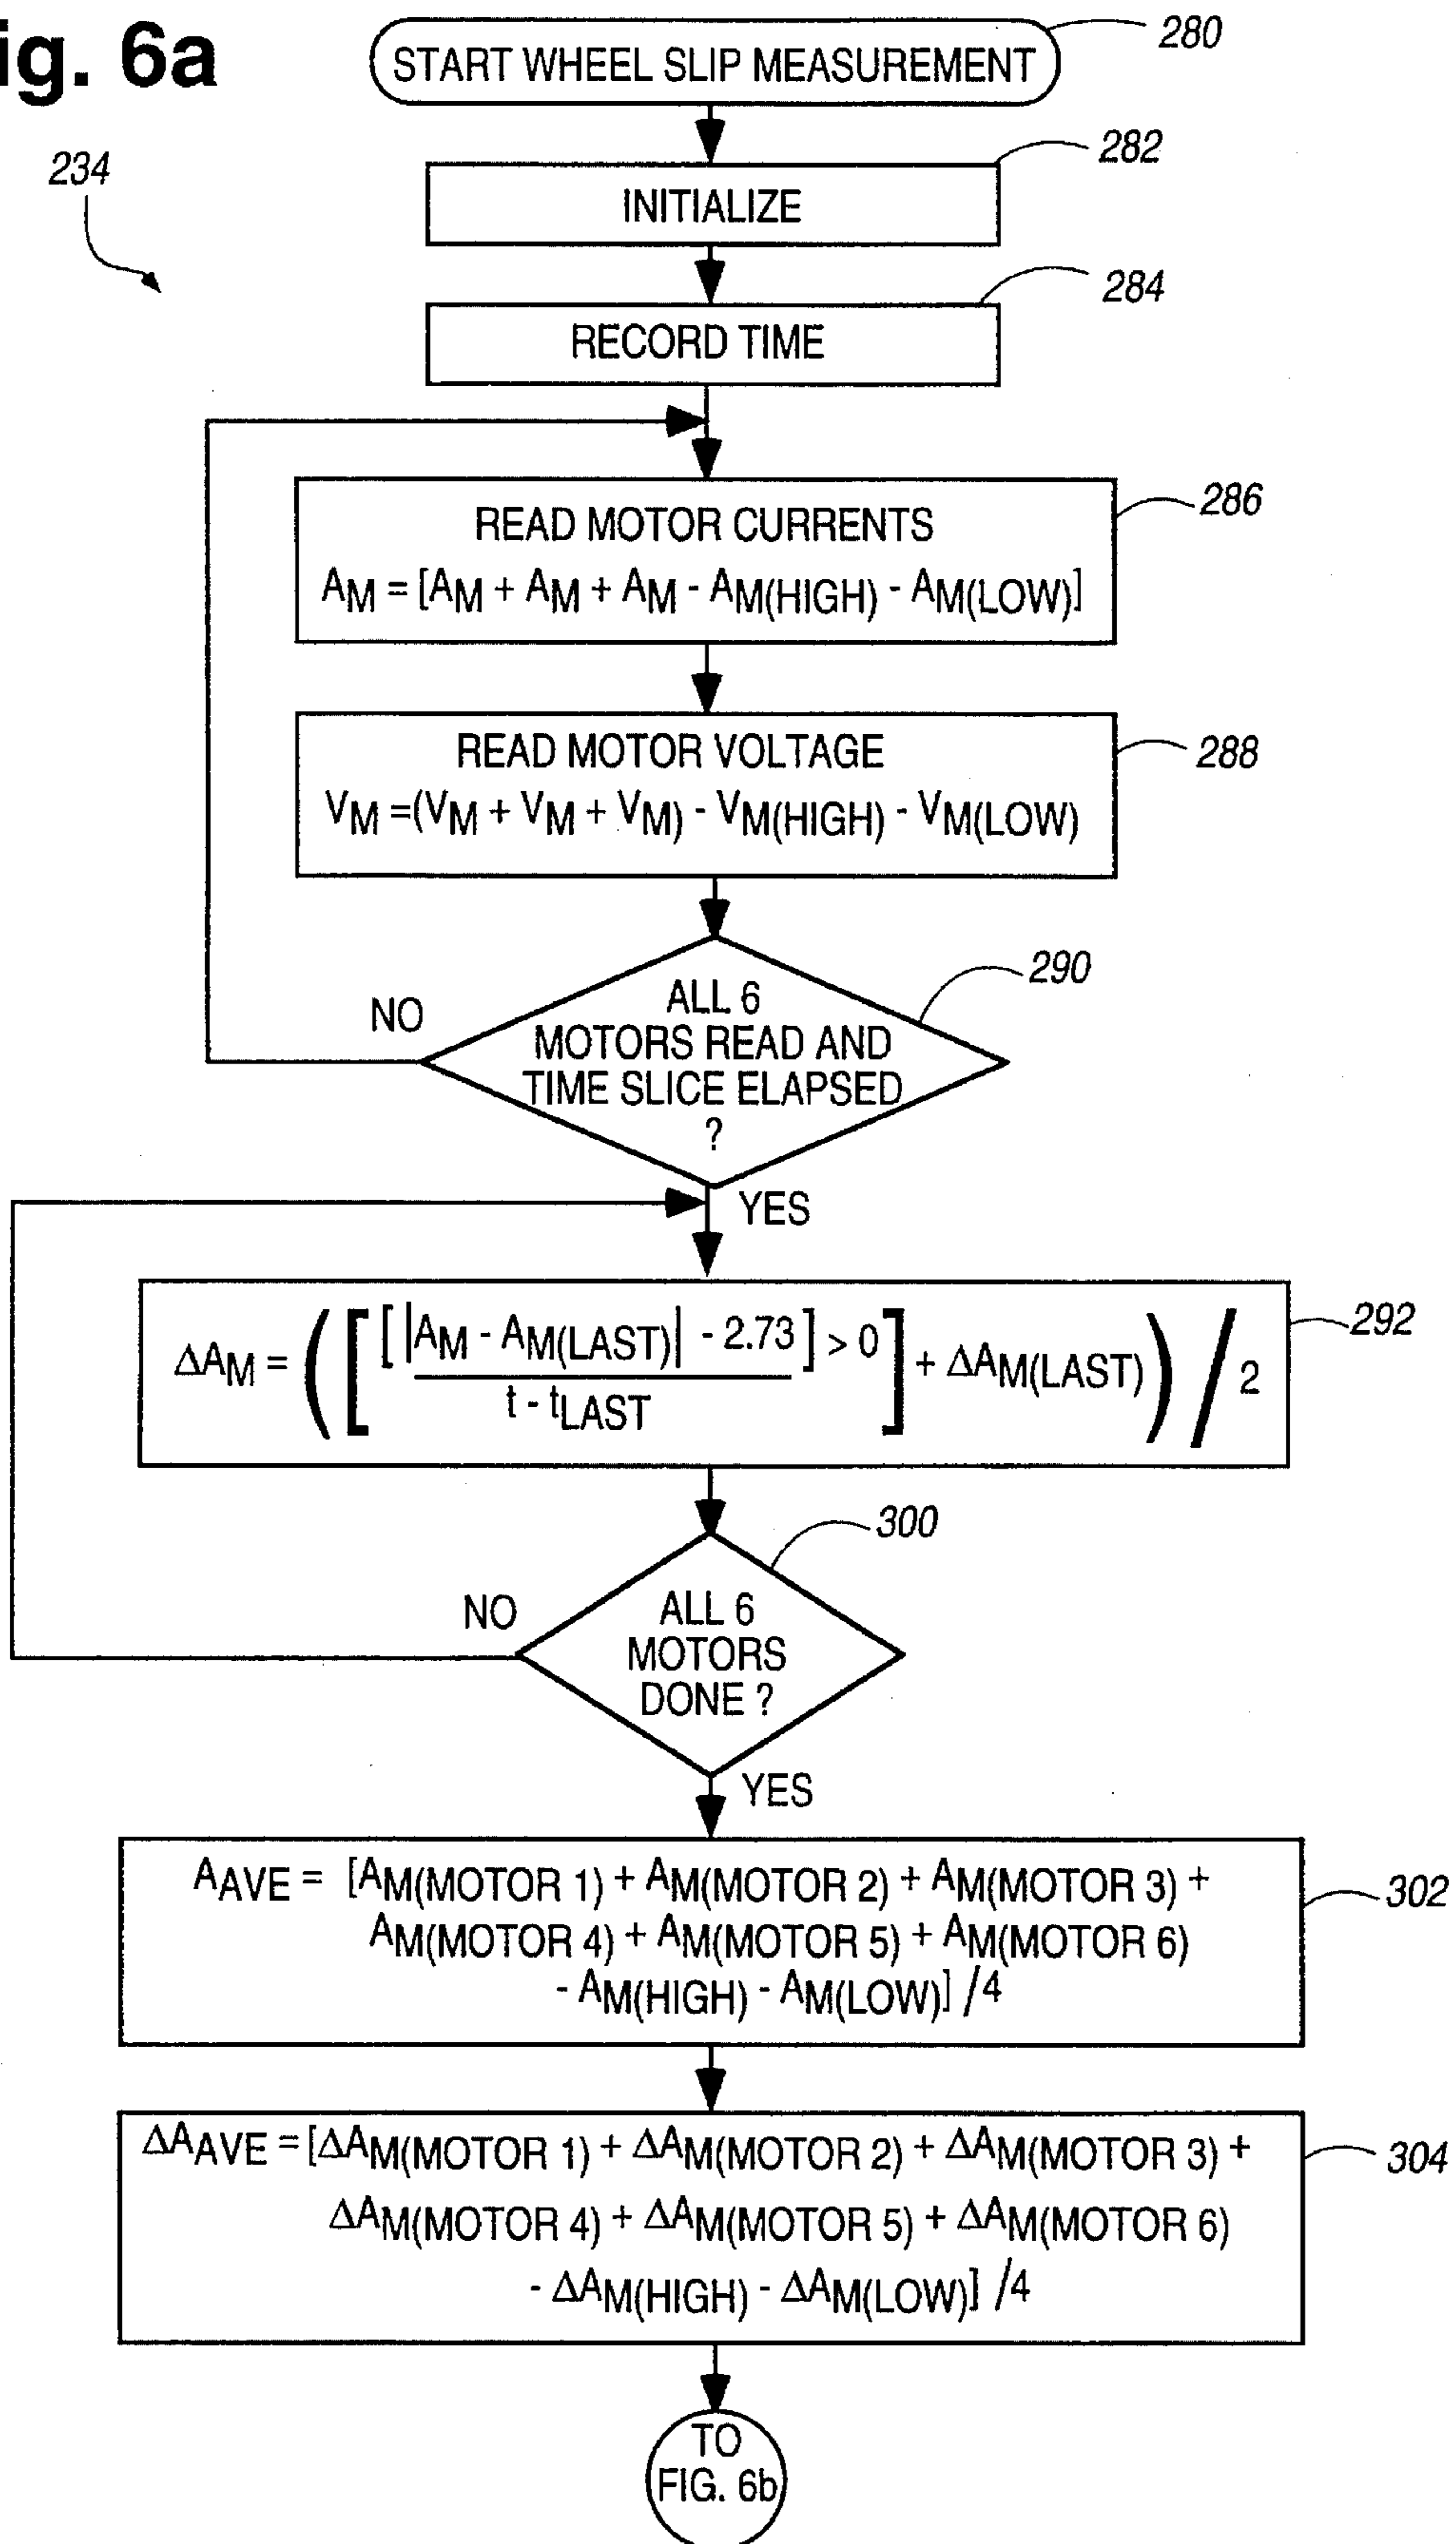 ig. 6a
START WHEEL SLIP MEASUREMENT
280
234
INITIALIZE
282
RECORD TIME
284
READ MOTOR CURRENTS
AM = [AM + AM + AM - AM(HIGH) - AM(LOW)]
286
READ MOTOR VOLTAGE
VM =(VM + VM + VM) - VM(HIGH) - VM(LOW)
288
NO
ALL 6
MOTORS READ AND
TIME SLICE ELAPSED
?
290
YES
ΔAM = ([[|AM - AM(LAST)| - 2.73] > 0] + ΔAM(LAST)) / 2
t - tLAST
292
NO
ALL 6
MOTORS
DONE ?
300
YES
AAVE = [AM(MOTOR 1) + AM(MOTOR 2) + AM(MOTOR 3) +
AM(MOTOR 4) + AM(MOTOR 5) + AM(MOTOR 6)
- AM(HIGH) - AM(LOW)] /4
302
ΔAAVE = [ΔAM(MOTOR 1) + ΔAM(MOTOR 2) + ΔAM(MOTOR 3) +
ΔAM(MOTOR 4) + ΔAM(MOTOR 5) + ΔAM(MOTOR 6)
- ΔAM(HIGH) - ΔAM(LOW)] /4
304
TO
FIG. 6b